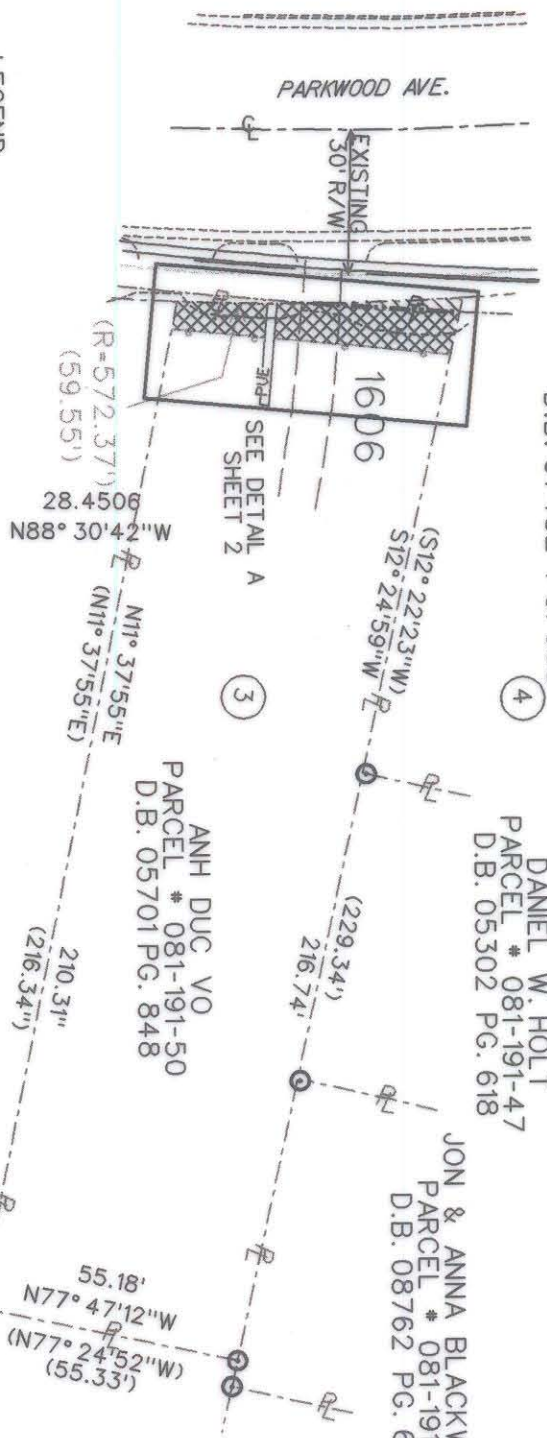 PARKWOOD AVE.
EXISTING
30' R/W
LEGEND
1606
PUE
SEE DETAIL A
SHEET 2
(R=572.37')
(59.55')
28.4506
N88° 30'42"W
N11° 37'55"E
(N11° 37'55"E)
(S12° 22'23"W)
S12° 24'59"W
4
3
DANIEL W. HOLT
PARCEL # 081-191-47
D.B. 05302 PG. 618
ANH DUC VO
PARCEL # 081-191-50
D.B. 05701 PG. 848
(229.34')
216.74'
210.31"
(216.34")
JON & ANNA
PARCEL #
D.B. 08762 PG.
55.18'
N77° 47'12"W
(N77° 24'52"W)
(55.33')